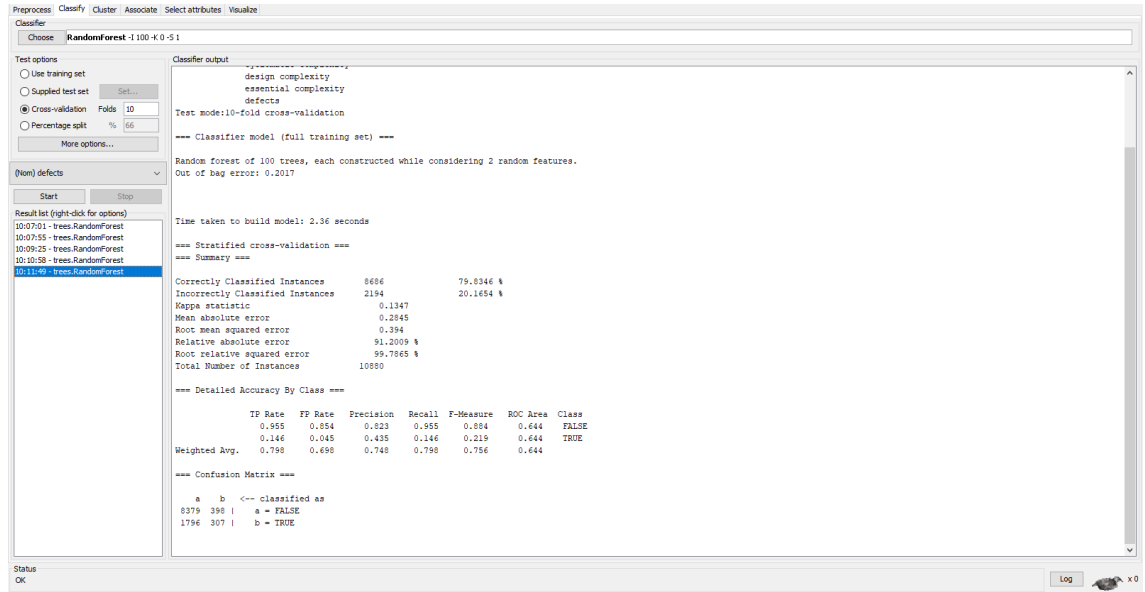 Preprocess Classify Cluster Associate Select attributes Visualize
Classifier
Choose RandomForest -I 100 -K 0 -S 1
Test options
Use training set
Supplied test set Set...
Cross-validation Folds 10
Percentage split % 66
More options...
(Nom) defects
Start Stop
Result list (right-click for options)
10:07:01 - trees.RandomForest
10:07:55 - trees.RandomForest
10:09:25 - trees.RandomForest
10:10:58 - trees.RandomForest
10:11:49 - trees.RandomForest
Classifier output
design complexity
essential complexity
defects
Test mode:10-fold cross-validation
=== Classifier model (full training set) ===
Random forest of 100 trees, each constructed while considering 2 random features.
Out of bag error: 0.2017
Time taken to build model: 2.36 seconds
=== Stratified cross-validation ===
=== Summary ===
Correctly Classified Instances 8686 79.8346 %
Incorrectly Classified Instances 2194 20.1654 %
Kappa statistic 0.1347
Mean absolute error 0.2845
Root mean squared error 0.394
Relative absolute error 91.2009 %
Root relative squared error 99.7865 %
Total Number of Instances 10880
=== Detailed Accuracy By Class ===
TP Rate FP Rate Precision Recall F-Measure ROC Area Class
0.955 0.854 0.823 0.955 0.884 0.644 FALSE
0.146 0.045 0.435 0.146 0.219 0.644 TRUE
Weighted Avg. 0.798 0.698 0.748 0.798 0.756 0.644
=== Confusion Matrix ===
a b <-- classified as
8379 398 | a = FALSE
1796 307 | b = TRUE
Status
OK
Log x 0